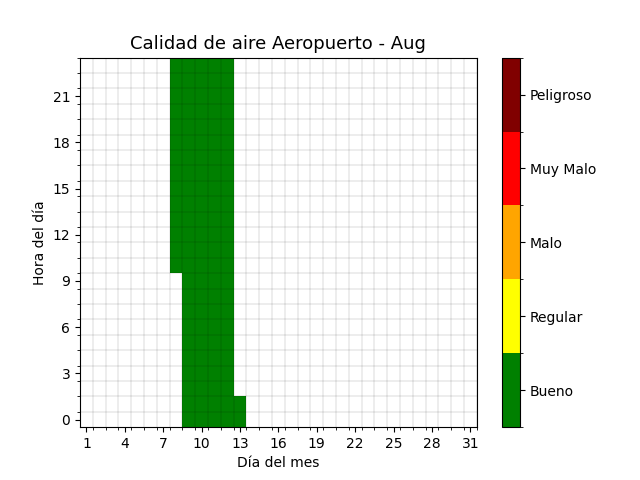 Calidad de aire Aeropuerto - Aug
Hora del día
21
18
15
12
9
6
3
0
1 4 7 10 13 16 19 22 25 28 31
Día del mes
Peligroso
Muy Malo
Malo
Regular
Bueno